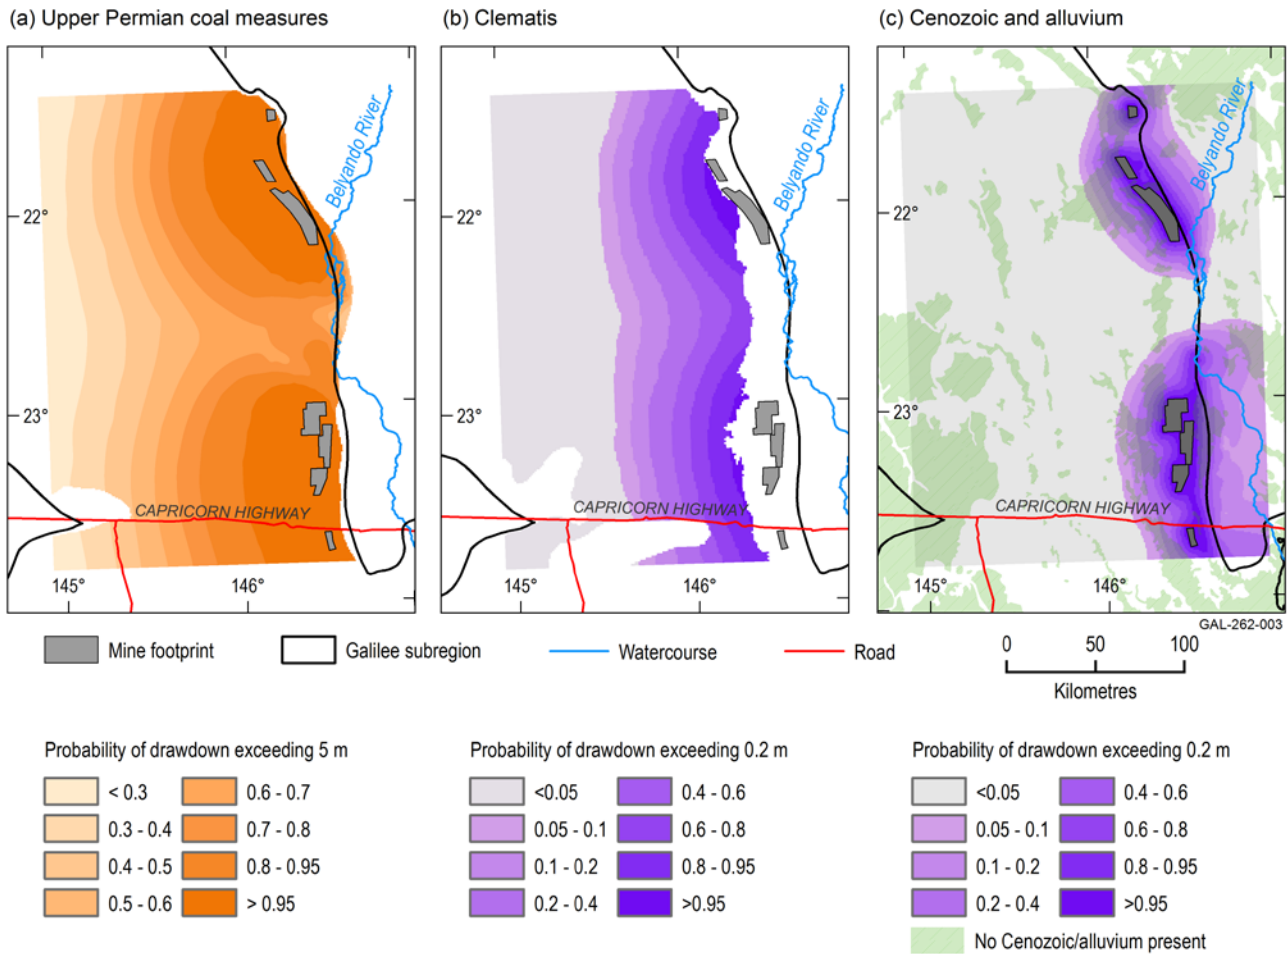 (a) Upper Permian coal measures
(b) Clematis
(c) Cenozoic and alluvium
Belyando River
22°
23°
CAPRICORN HIGHWAY
145°
146°
Belyando River
22°
23°
CAPRICORN HIGHWAY
145°
146°
Belyando River
22°
23°
CAPRICORN HIGHWAY
145°
146°
GAL-262-003
Mine footprint
Galilee subregion
Watercourse
Road
0 50 100
Kilometres
Probability of drawdown exceeding 5 m
< 0.3
0.3 - 0.4
0.4 - 0.5
0.5 - 0.6
0.6 - 0.7
0.7 - 0.8
0.8 - 0.95
> 0.95
Probability of drawdown exceeding 0.2 m
<0.05
0.05 - 0.1
0.1 - 0.2
0.2 - 0.4
0.4 - 0.6
0.6 - 0.8
0.8 - 0.95
>0.95
Probability of drawdown exceeding 0.2 m
<0.05
0.05 - 0.1
0.1 - 0.2
0.2 - 0.4
0.4 - 0.6
0.6 - 0.8
0.8 - 0.95
>0.95
No Cenozoic/alluvium present